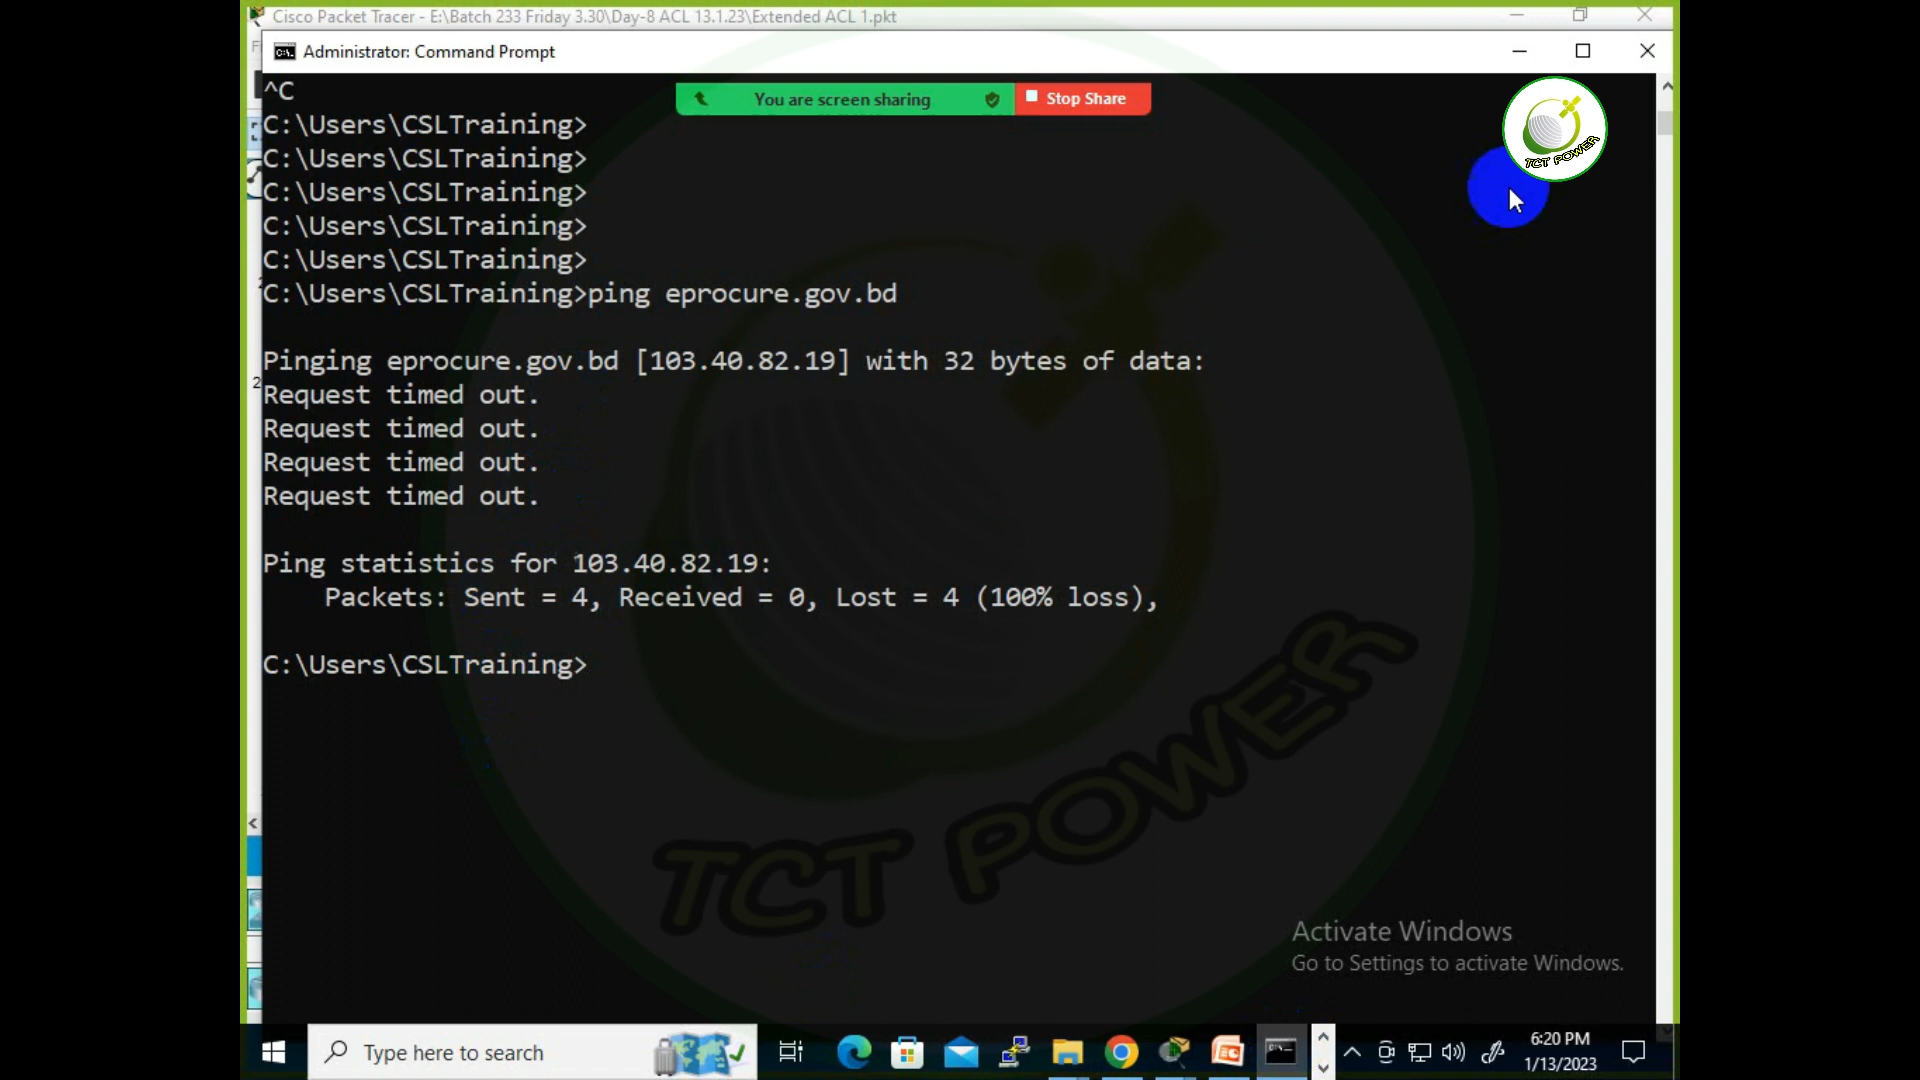 Cisco Packet Tracer - E:\Batch 233 Friday 3.30\Day-8 ACL 13.1.23\Extended ACL 1.pkt
Administrator: Command Prompt
^C
You are screen sharing
Stop Share
C:\Users\CSLTraining>
C:\Users\CSLTraining>
C:\Users\CSLTraining>
C:\Users\CSLTraining>
C:\Users\CSLTraining>
C:\Users\CSLTraining>ping eprocure.gov.bd
Pinging eprocure.gov.bd [103.40.82.19] with 32 bytes of data:
Request timed out.
Request timed out.
Request timed out.
Request timed out.
Ping statistics for 103.40.82.19:
Packets: Sent = 4, Received = 0, Lost = 4 (100% loss),
C:\Users\CSLTraining>
TCT POWER
TCT POWER
Activate Windows
Go to Settings to activate Windows.
Type here to search
6:20 PM
1/13/2023